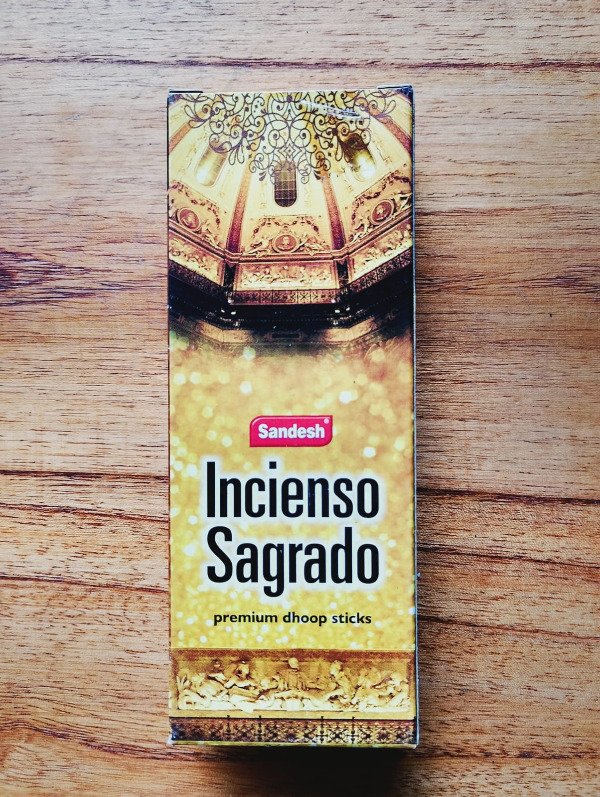 Sandesh®
Incienso
Sagrado
premium dhoop sticks